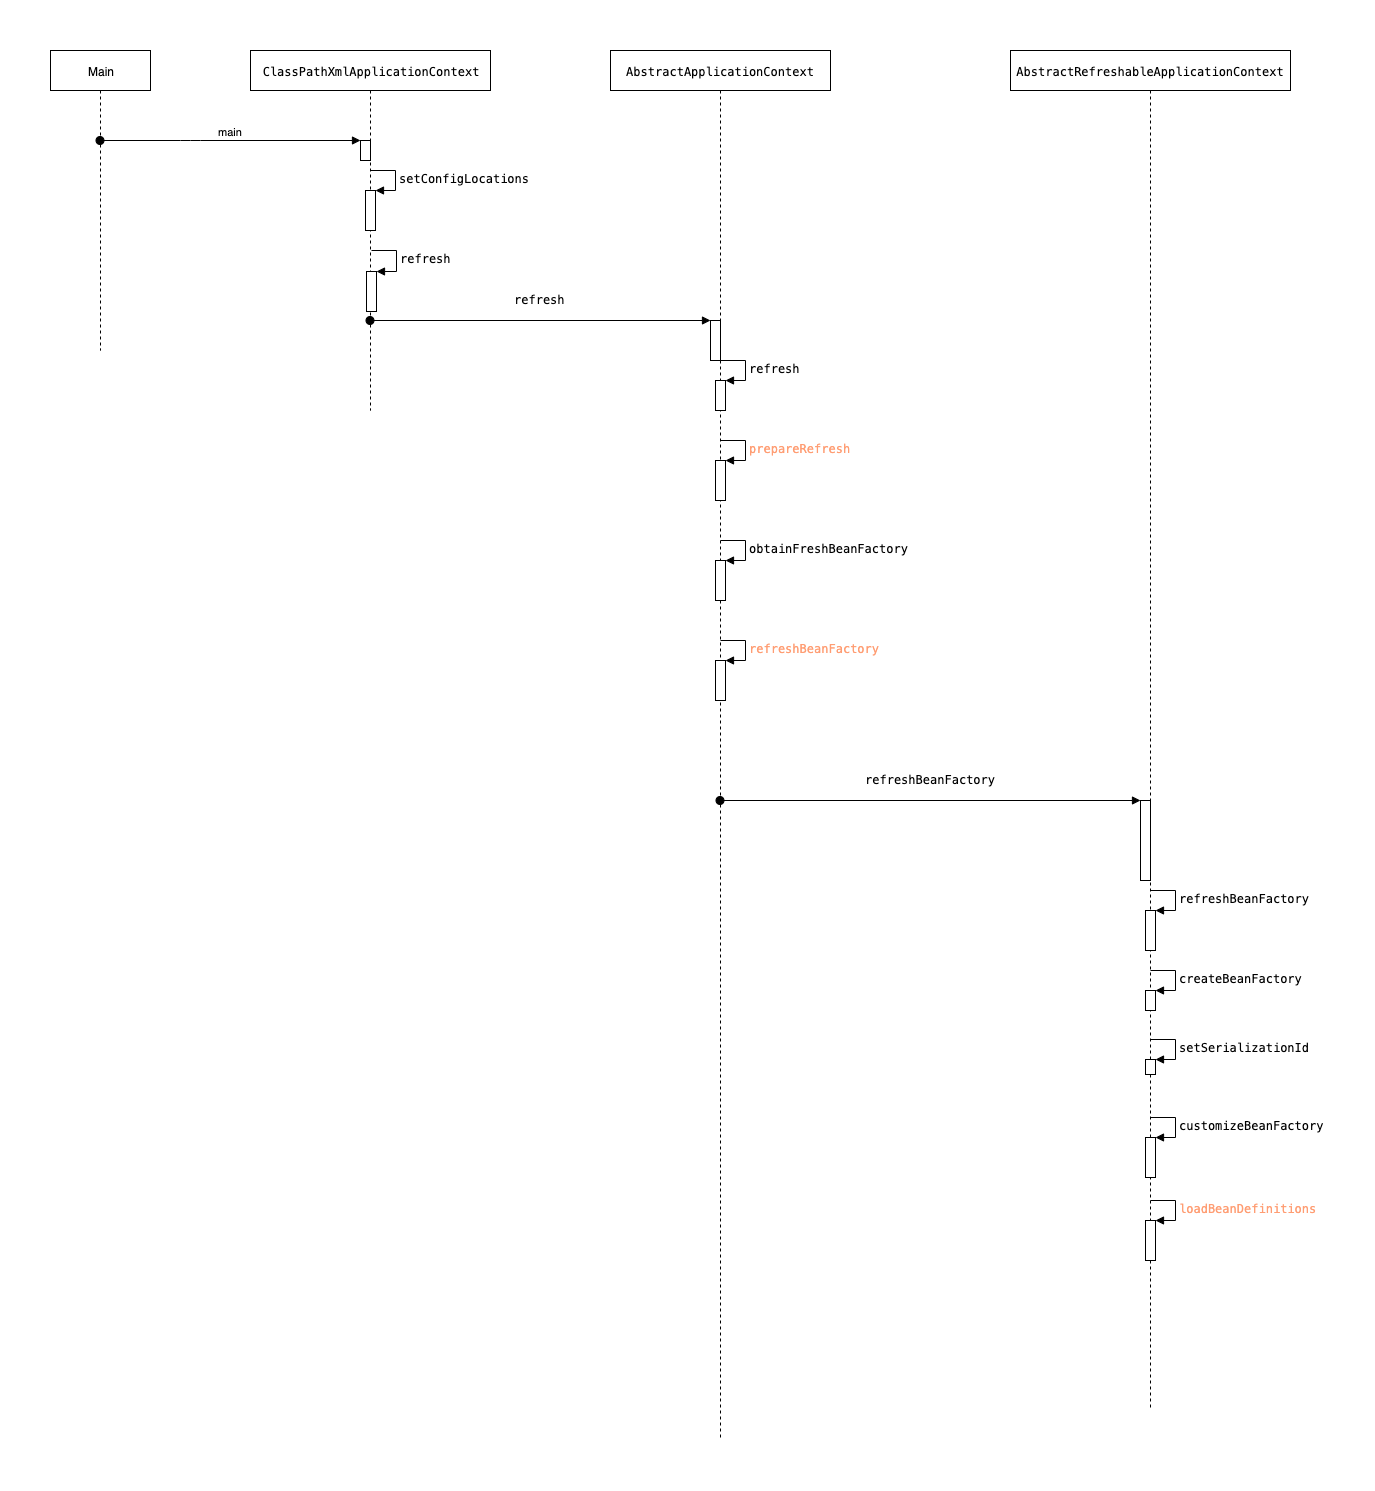 Main
ClassPathXmlApplicationContext
AbstractApplicationContext
AbstractRefreshableApplicationContext
main
setConfigLocations
refresh
refresh
refresh
prepareRefresh
obtainFreshBeanFactory
refreshBeanFactory
refreshBeanFactory
refreshBeanFactory
createBeanFactory
setSerializationId
customizeBeanFactory
loadBeanDefinitions